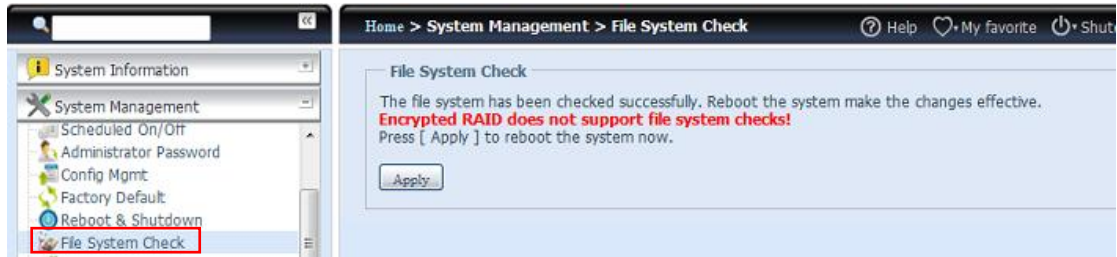 Home > System Management > File System Check
Help
My favorite
Shut
System Information
System Management
Scheduled On/Off
Administrator Password
Config Mgmt
Factory Default
Reboot & Shutdown
File System Check
File System Check
The file system has been checked successfully. Reboot the system make the changes effective.
Encrypted RAID does not support file system checks!
Press [ Apply ] to reboot the system now.
Apply